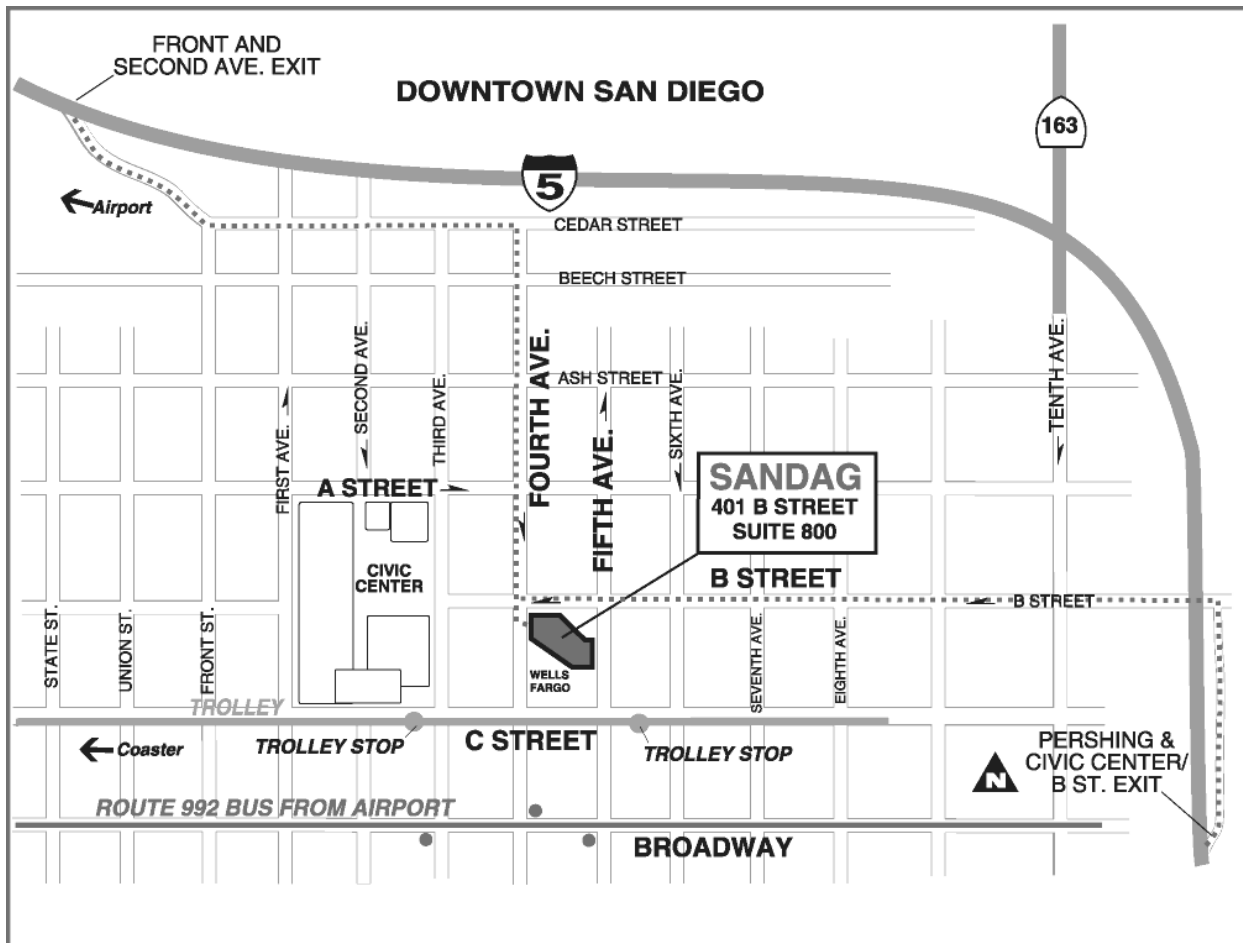 FRONT AND
SECOND AVE. EXIT
DOWNTOWN SAN DIEGO
163
5
Airport
CEDAR STREET
BEECH STREET
ASH STREET
FIRST AVE.
SECOND AVE.
THIRD AVE.
FOURTH AVE.
FIFTH AVE.
SIXTH AVE.
TENTH AVE.
A STREET
SANDAG
401 B STREET
SUITE 800
CIVIC
CENTER
B STREET
B STREET
STATE ST.
UNION ST.
FRONT ST.
WELLS
FARGO
SEVENTH AVE.
EIGHTH AVE.
TROLLEY
TROLLEY STOP
C STREET
TROLLEY STOP
Coaster
N
PERSHING &
CIVIC CENTER/
B ST. EXIT
ROUTE 992 BUS FROM AIRPORT
BROADWAY